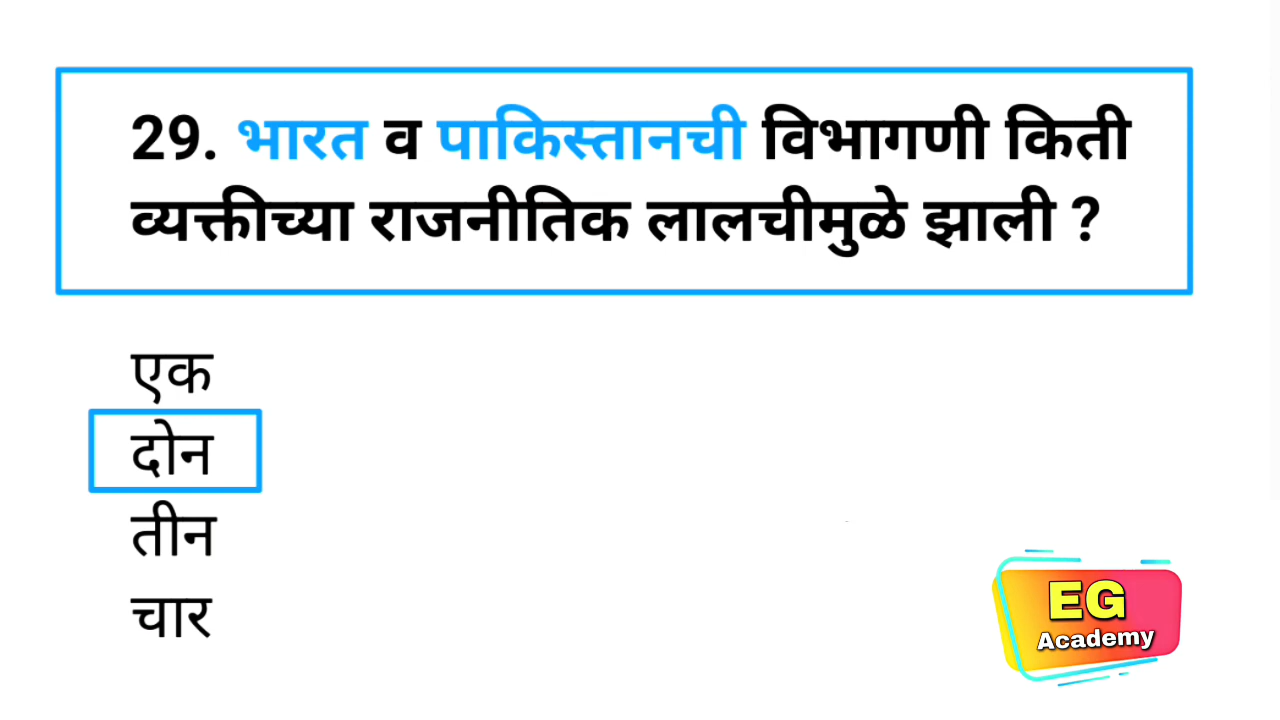 29. भारत व पाकिस्तानची विभागणी किती
व्यक्तीच्या राजनीतिक लालचीमुळे झाली ?
एक
दोन
तीन
चार
EG
Academy